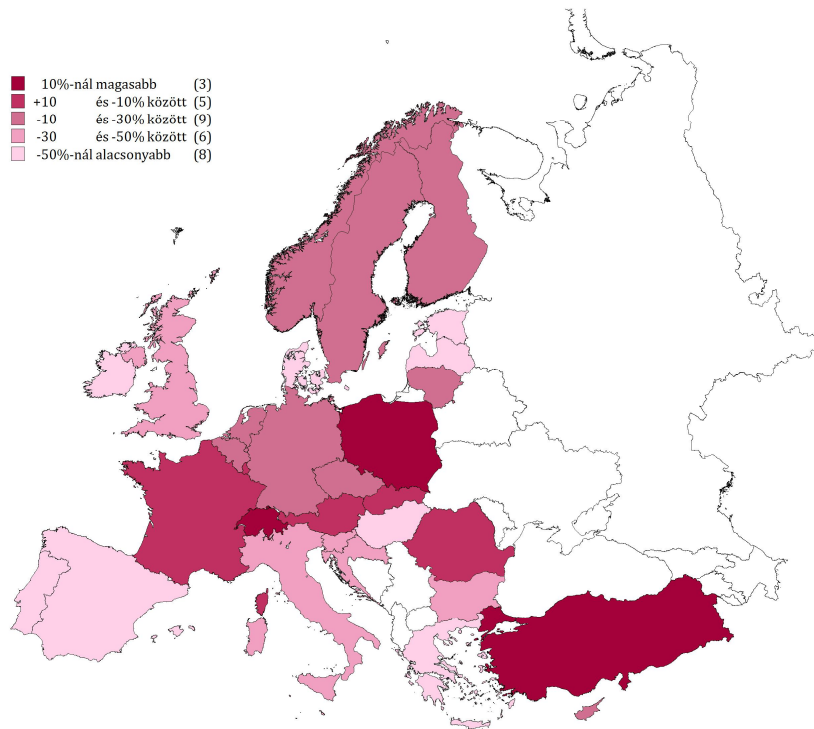 10%-nál magasabb (3)
+10 és -10% között (5)
-10 és -30% között (9)
-30 és -50% között (6)
-50%-nál alacsonyabb (8)